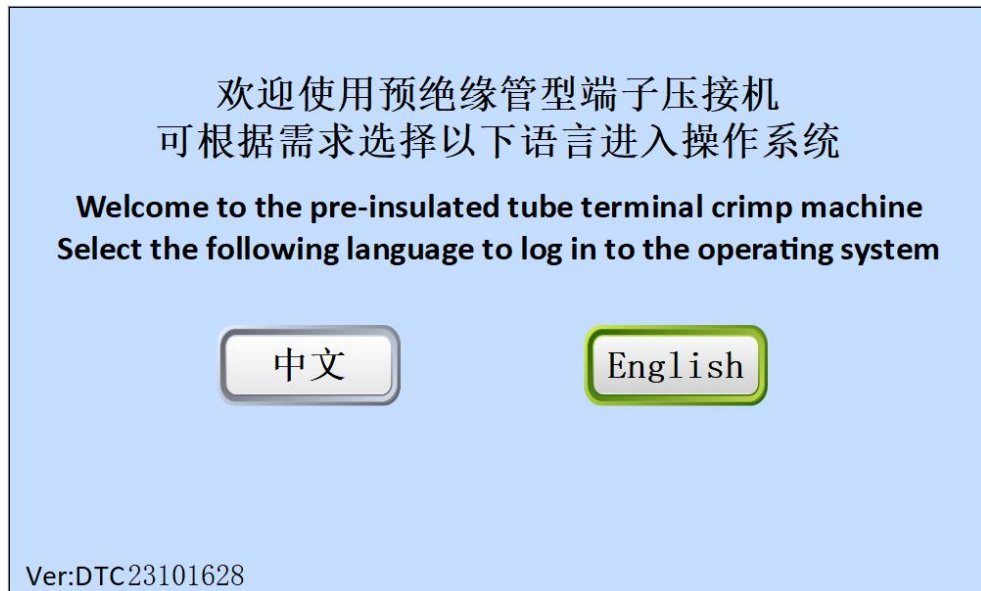 欢迎使用预绝缘管型端子压接机
可根据需求选择以下语言进入操作系统
Welcome to the pre-insulated tube terminal crimp machine
Select the following language to log in to the operating system
中文
English
Ver:DTC23101628